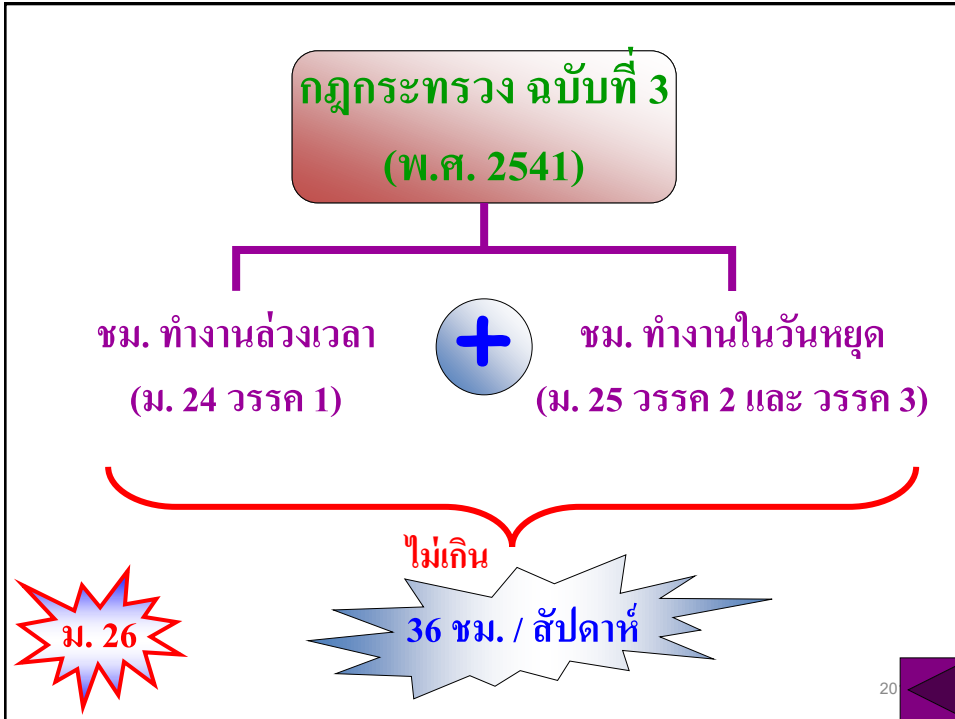 กฎกระทรวง ฉบับที่ 3
(พ.ศ. 2541)
ชม. ทำงานล่วงเวลา
(ม. 24 วรรค 1)
+
ชม. ทำงานในวันหยุด
(ม. 25 วรรค 2 และ วรรค 3)
ไม่เกิน
36 ชม. / สัปดาห์
ม. 26